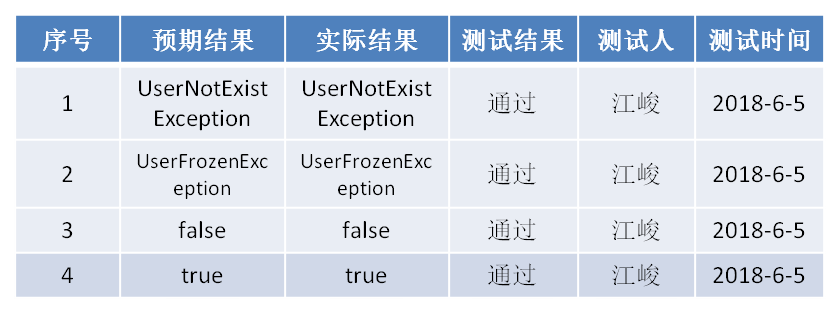 序号 预期结果 实际结果 测试结果 测试人 测试时间
1 UserNotExist Exception UserNotExist Exception 通过 江峻 2018-6-5
2 UserFrozenExc eption UserFrozenExc eption 通过 江峻 2018-6-5
3 false false 通过 江峻 2018-6-5
4 true true 通过 江峻 2018-6-5